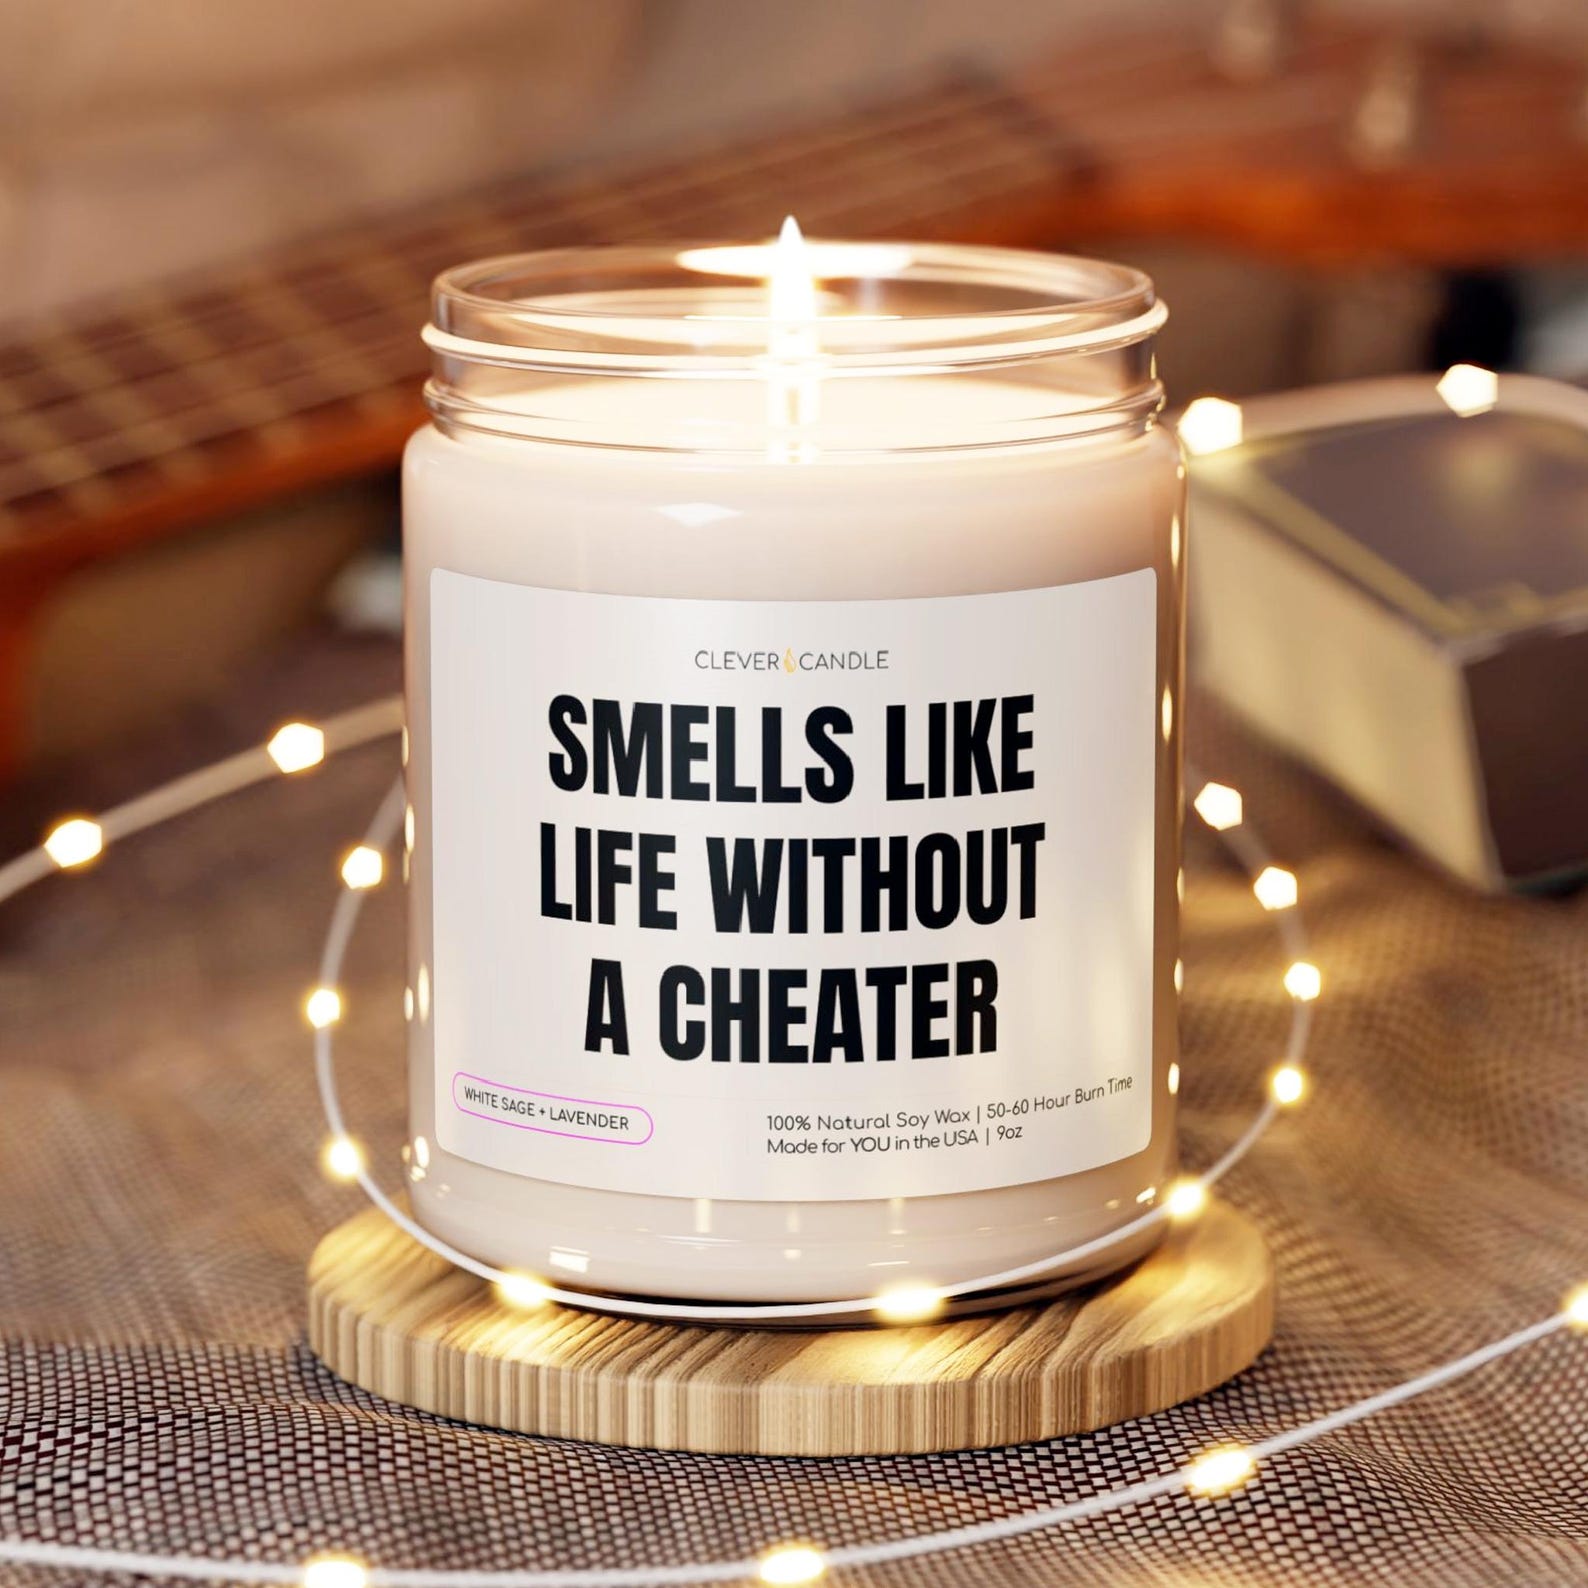 CLEVER CANDLE
SMELLS LIKE
LIFE WITHOUT
A CHEATER
WHITE SAGE + LAVENDER
100% Natural Soy Wax | 50-60 Hour Burn Time
Made for YOU in the USA | 9oz